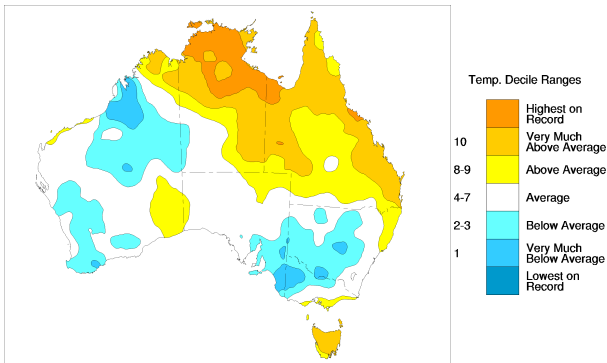 Temp. Decile Ranges
Highest on
Record
10 Very Much
Above Average
8-9 Above Average
4-7 Average
2-3 Below Average
1 Very Much
Below Average
Lowest on
Record